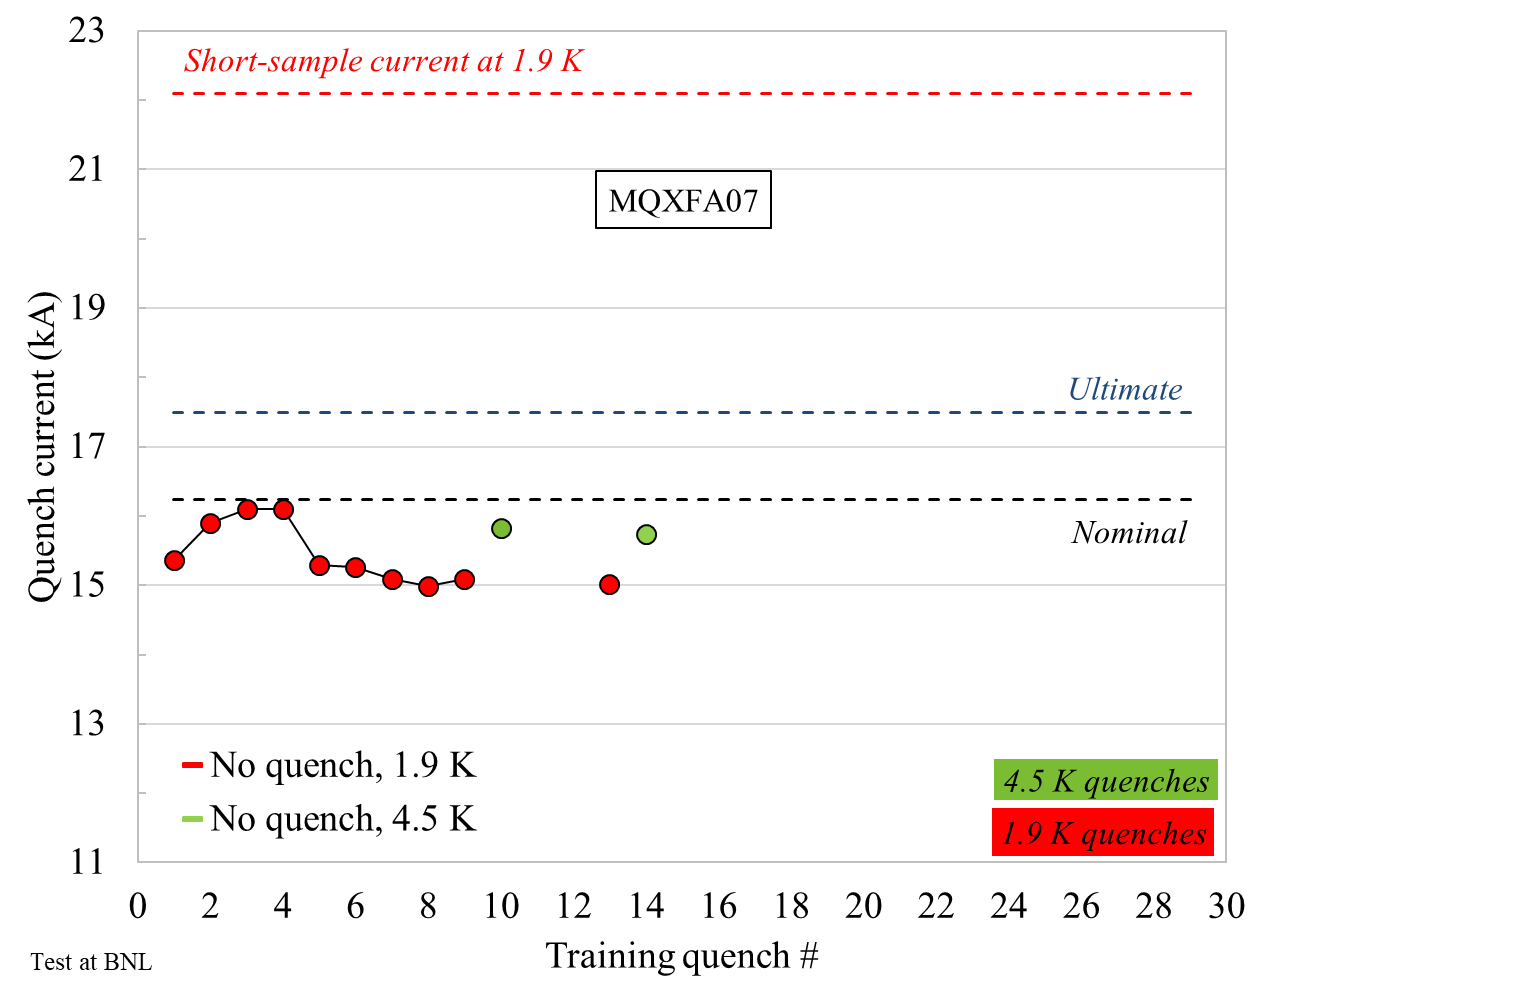 23
Short-sample current at 1.9 K
21
MQXFA07
19
Quench current (kA)
Ultimate
17
Nominal
15
13
No quench, 1.9 K
No quench, 4.5 K
4.5 K quenches
1.9 K quenches
11
0 2 4 6 8 10 12 14 16 18 20 22 24 26 28 30
Training quench #
Test at BNL